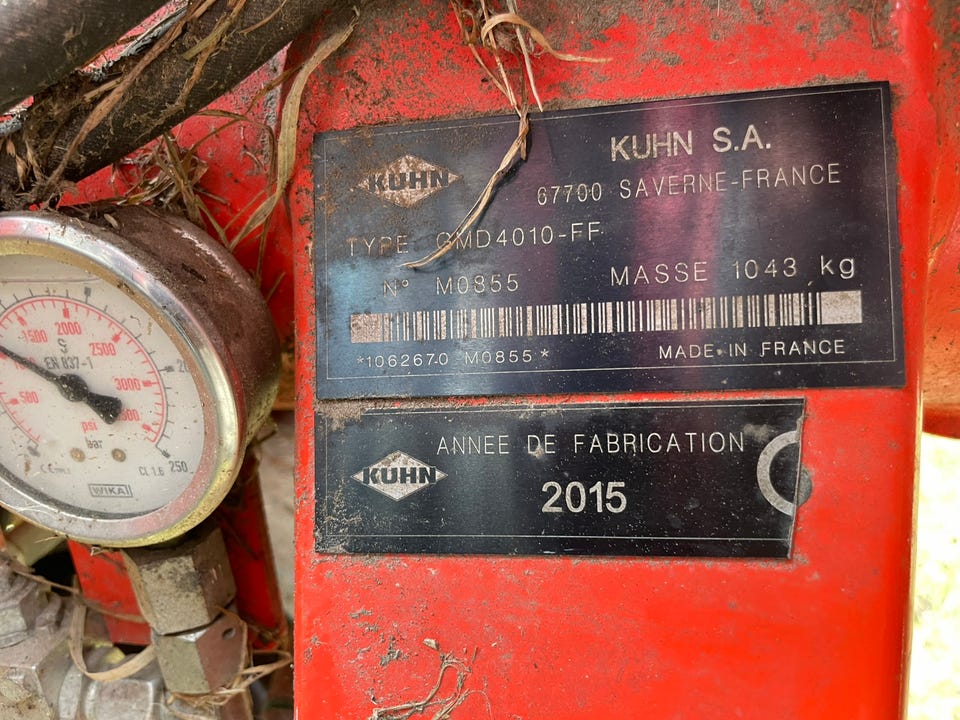 KUHN
KUHN S.A.
67700 SAVERNE-FRANCE
TYPE GMD4010-FF
N° M0855 MASSE 1043 kg
*1062670 M0855*
MADE IN FRANCE
KUHN
ANNEE DE FABRICATION
2015
500
1500
2000
2500
3000
S
EN 837-1
psi
bar
CL 1.6
250
WIKA